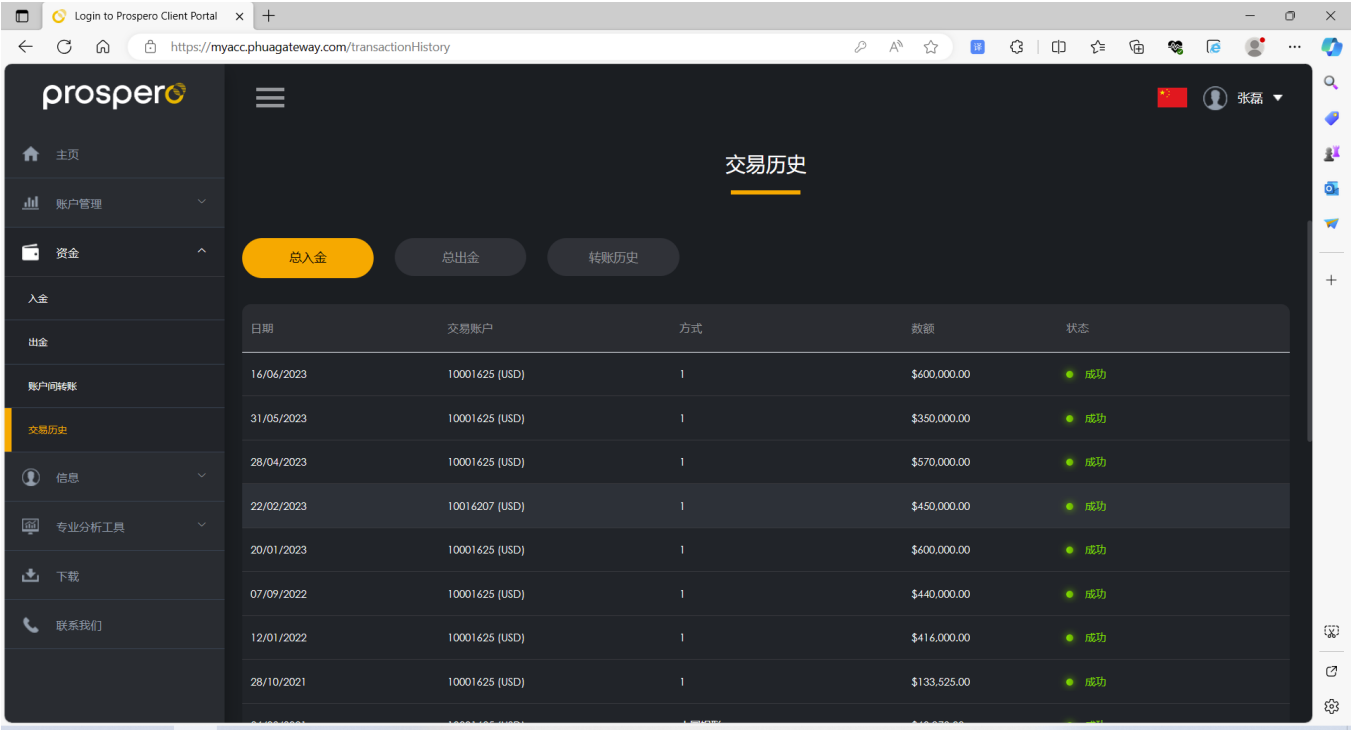 Login to Prospero Client Portal
https://myacc.phuagateway.com/transactionHistory
译
prospero
张磊
主页
账户管理
资金
入金
出金
账户间转账
交易历史
信息
专业分析工具
下载
联系我们
交易历史
总入金 总出金 转账历史
日期 交易账户 方式 数额 状态
16/06/2023 10001625 (USD) 1 $600,000.00 成功
31/05/2023 10001625 (USD) 1 $350,000.00 成功
28/04/2023 10001625 (USD) 1 $570,000.00 成功
22/02/2023 10016207 (USD) 1 $450,000.00 成功
20/01/2023 10001625 (USD) 1 $600,000.00 成功
07/09/2022 10001625 (USD) 1 $440,000.00 成功
12/01/2022 10001625 (USD) 1 $416,000.00 成功
28/10/2021 10001625 (USD) 1 $133,525.00 成功